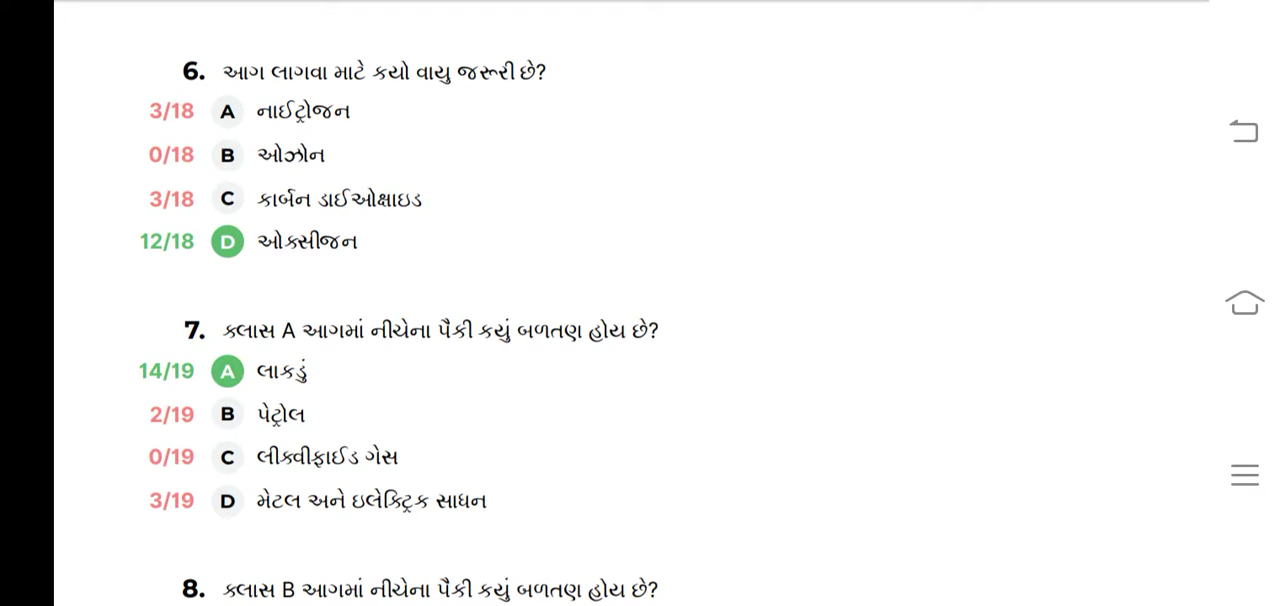 6. આગ લાગવા માટે કયો વાયુ જરૂરી છે?
3/18 A નાઈટ્રોજન
0/18 B ઓઝોન
3/18 C કાર્બન ડાઈઓક્ષાઇડ
12/18 D ઓક્સીજન
7. ક્લાસ A આગમાં નીચેના પૈકી કયું બળતણ હોય છે?
14/19 A લાકડું
2/19 B પેટ્રોલ
0/19 C લીક્વીફાઈડ ગેસ
3/19 D મેટલ અને ઇલેક્ટ્રિક સાધન
8. ક્લાસ B આગમાં નીચેના પૈકી કયું બળતણ હોય છે?